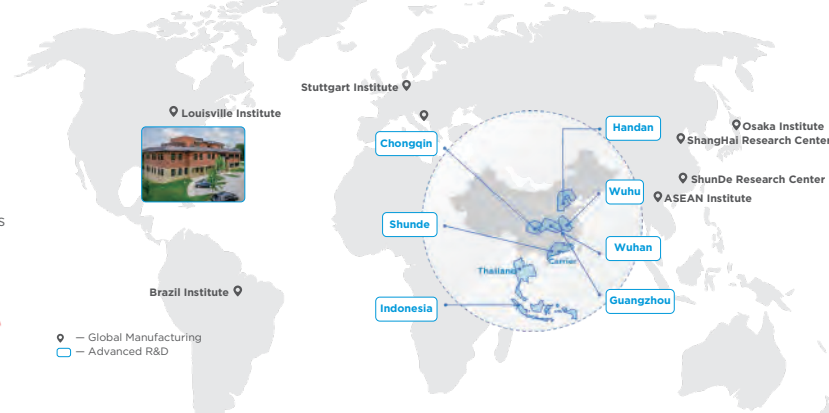 Stuttgart Institute
Louisville Institute
Handan
Osaka Institute
ShangHai Research Center
Chongqin
ShunDe Research Center
Wuhu
ASEAN Institute
S
Shunde
Wuhan
Carrier
Thailand
Brazil Institute
Guangzhou
Indonesia
— Global Manufacturing
— Advanced R&D